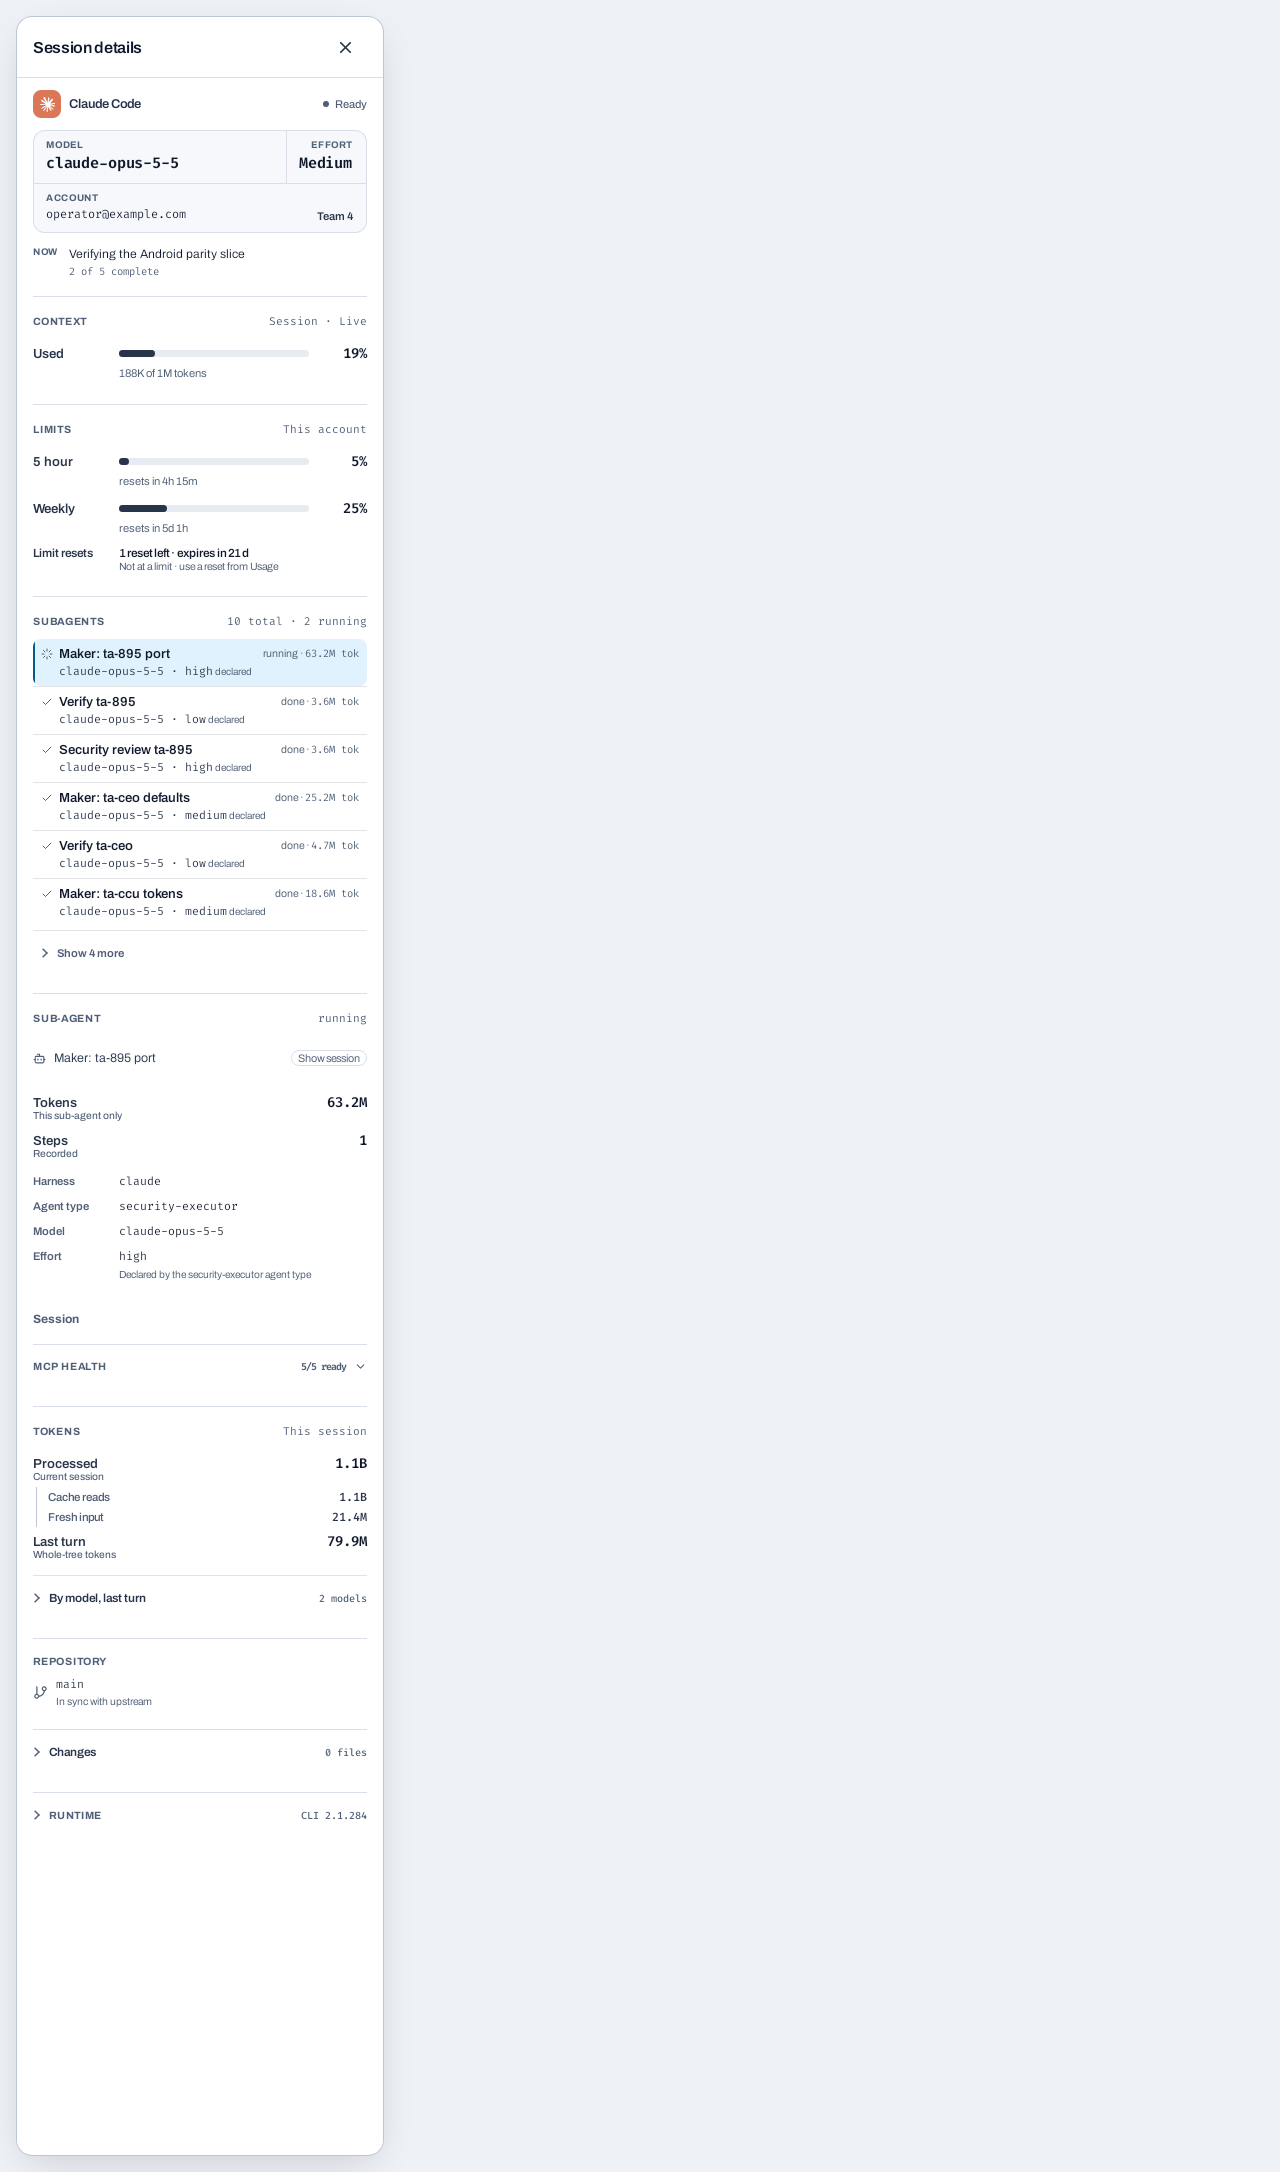 Session details
Claude Code
Ready
MODEL
EFFORT
claude-opus-5-5
Medium
ACCOUNT
operator@example.com
Team 4
NOW
Verifying the Android parity slice
2 of 5 complete
CONTEXT
Session · Live
Used
19%
188K of 1M tokens
LIMITS
This account
5 hour
5%
resets in 4h 15m
Weekly
25%
resets in 5d 1h
Limit resets
1 reset left · expires in 21 d
Not at a limit · use a reset from Usage
SUBAGENTS
10 total · 2 running
Maker: ta-895 port
running · 63.2M tok
claude-opus-5-5 · high declared
Verify ta-895
done · 3.6M tok
claude-opus-5-5 · low declared
Security review ta-895
done · 3.6M tok
claude-opus-5-5 · high declared
Maker: ta-ceo defaults
done · 25.2M tok
claude-opus-5-5 · medium declared
Verify ta-ceo
done · 4.7M tok
claude-opus-5-5 · low declared
Maker: ta-ccu tokens
done · 18.6M tok
claude-opus-5-5 · medium declared
Show 4 more
SUB-AGENT
running
Maker: ta-895 port
Show session
Tokens
63.2M
This sub-agent only
Steps
1
Recorded
Harness
claude
Agent type
security-executor
Model
claude-opus-5-5
Effort
high
Declared by the security-executor agent type
Session
MCP HEALTH
5/5 ready
TOKENS
This session
Processed
1.1B
Current session
Cache reads
1.1B
Fresh input
21.4M
Last turn
79.9M
Whole-tree tokens
By model, last turn
2 models
REPOSITORY
main
In sync with upstream
Changes
0 files
RUNTIME
CLI 2.1.284